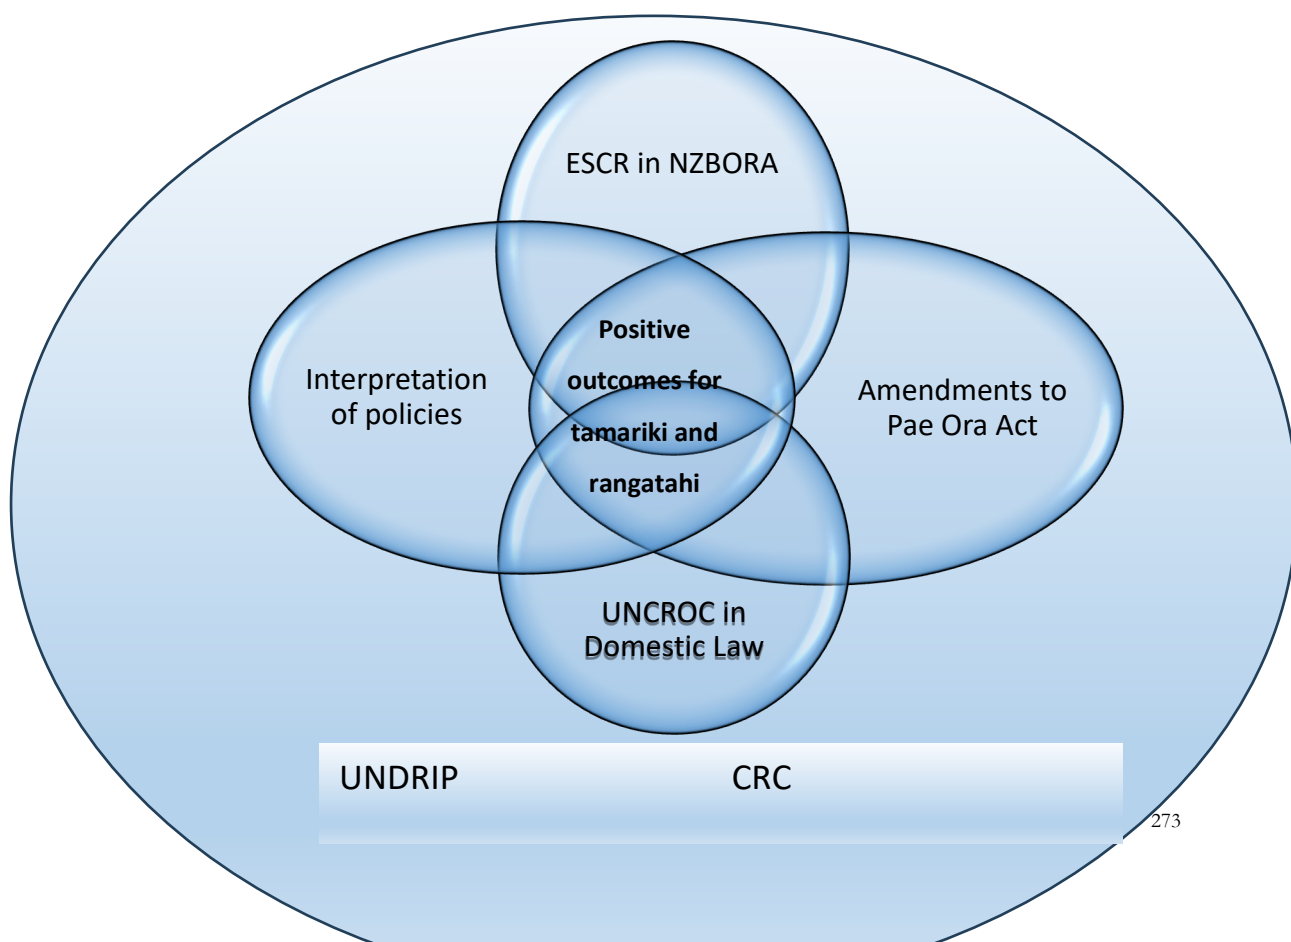 ESCR in NZBORA
Interpretation
of policies
Positive
outcomes for
tamariki and
rangatahi
Amendments to
Pae Ora Act
UNCROC in
Domestic Law
UNDRIP CRC
273